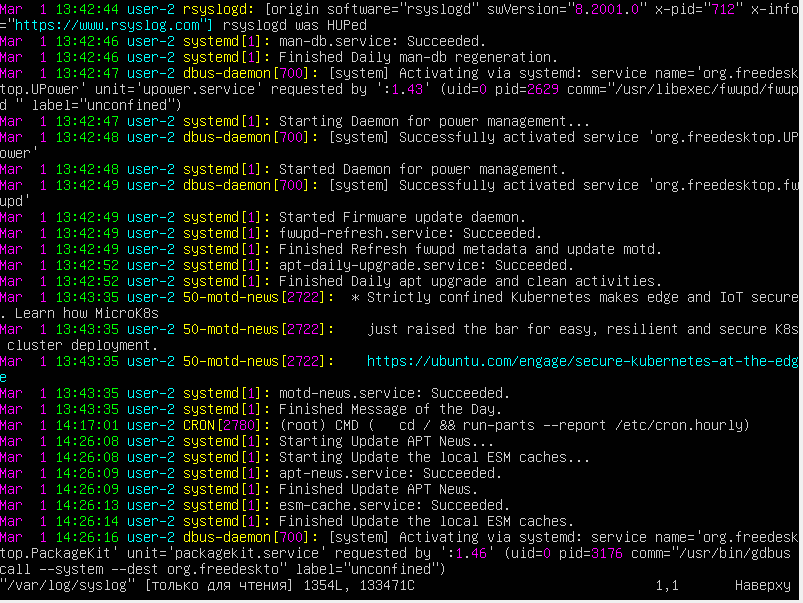 Mar  1 13:42:44 user-2 rsyslogd: [origin software="rsyslogd" swVersion="8.2001.0" x-pid="712" x-info
="https://www.rsyslog.com"] rsyslogd was HUPed
Mar  1 13:42:46 user-2 systemd[1]: man-db.service: Succeeded.
Mar  1 13:42:46 user-2 systemd[1]: Finished Daily man-db regeneration.
Mar  1 13:42:47 user-2 dbus-daemon[700]: [system] Activating via systemd: service name='org.freedesk
top.UPower' unit='upower.service' requested by ':1.43' (uid=0 pid=2629 comm="/usr/libexec/fwupd/fwup
d " label="unconfined")
Mar  1 13:42:47 user-2 systemd[1]: Starting Daemon for power management...
Mar  1 13:42:48 user-2 dbus-daemon[700]: [system] Successfully activated service 'org.freedesktop.UP
ower'
Mar  1 13:42:48 user-2 systemd[1]: Started Daemon for power management.
Mar  1 13:42:49 user-2 dbus-daemon[700]: [system] Successfully activated service 'org.freedesktop.fw
upd'
Mar  1 13:42:49 user-2 systemd[1]: Started Firmware update daemon.
Mar  1 13:42:49 user-2 systemd[1]: fwupd-refresh.service: Succeeded.
Mar  1 13:42:49 user-2 systemd[1]: Finished Refresh fwupd metadata and update motd.
Mar  1 13:42:52 user-2 systemd[1]: apt-daily-upgrade.service: Succeeded.
Mar  1 13:42:52 user-2 systemd[1]: Finished Daily apt upgrade and clean activities.
Mar  1 13:43:35 user-2 50-motd-news[2722]:  * Strictly confined Kubernetes makes edge and IoT secure
. Learn how MicroK8s
Mar  1 13:43:35 user-2 50-motd-news[2722]:    just raised the bar for easy, resilient and secure K8s
 cluster deployment.
Mar  1 13:43:35 user-2 50-motd-news[2722]:    https://ubuntu.com/engage/secure-kubernetes-at-the-edg
e
Mar  1 13:43:35 user-2 systemd[1]: motd-news.service: Succeeded.
Mar  1 13:43:35 user-2 systemd[1]: Finished Message of the Day.
Mar  1 14:17:01 user-2 CRON[2780]: (root) CMD (   cd / && run-parts --report /etc/cron.hourly)
Mar  1 14:26:08 user-2 systemd[1]: Starting Update APT News...
Mar  1 14:26:08 user-2 systemd[1]: Starting Update the local ESM caches...
Mar  1 14:26:09 user-2 systemd[1]: apt-news.service: Succeeded.
Mar  1 14:26:09 user-2 systemd[1]: Finished Update APT News.
Mar  1 14:26:13 user-2 systemd[1]: esm-cache.service: Succeeded.
Mar  1 14:26:14 user-2 systemd[1]: Finished Update the local ESM caches.
Mar  1 14:26:16 user-2 dbus-daemon[700]: [system] Activating via systemd: service name='org.freedesk
top.PackageKit' unit='packagekit.service' requested by ':1.46' (uid=0 pid=3176 comm="/usr/bin/gdbus
call --system --dest org.freedeskto" label="unconfined")
"/var/log/syslog" [только для чтения] 1354L, 133471C 1,1 Наверху